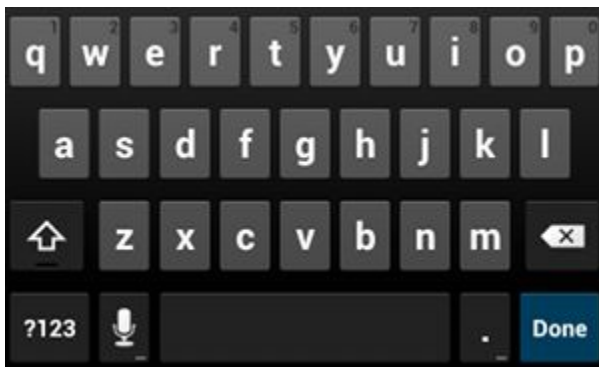 1 2 3 4 5 6 7 8 9 0
q w e r t y u i o p
a s d f g h j k l
z x c v b n m
?123 . Done